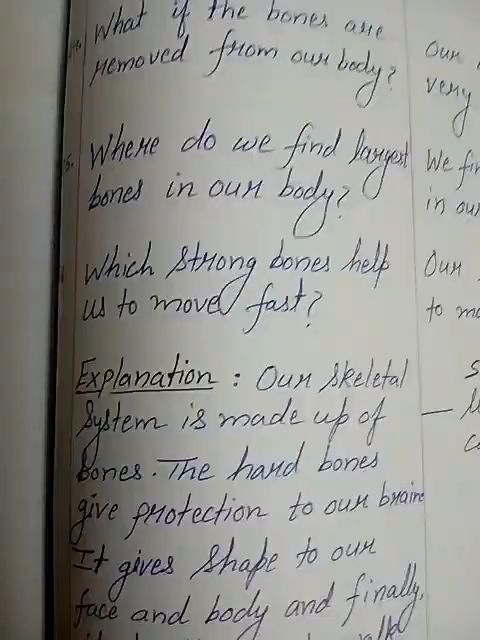 What if the bones are
removed from our body?
5. Where do we find largest
bones in our body?
Which strong bones help
us to move fast?
Explanation : Our skeletal
system is made up of
bones. The hard bones
give protection to our brain
It gives shape to our
face and body and finally,
Our
very
We
in
Our
to